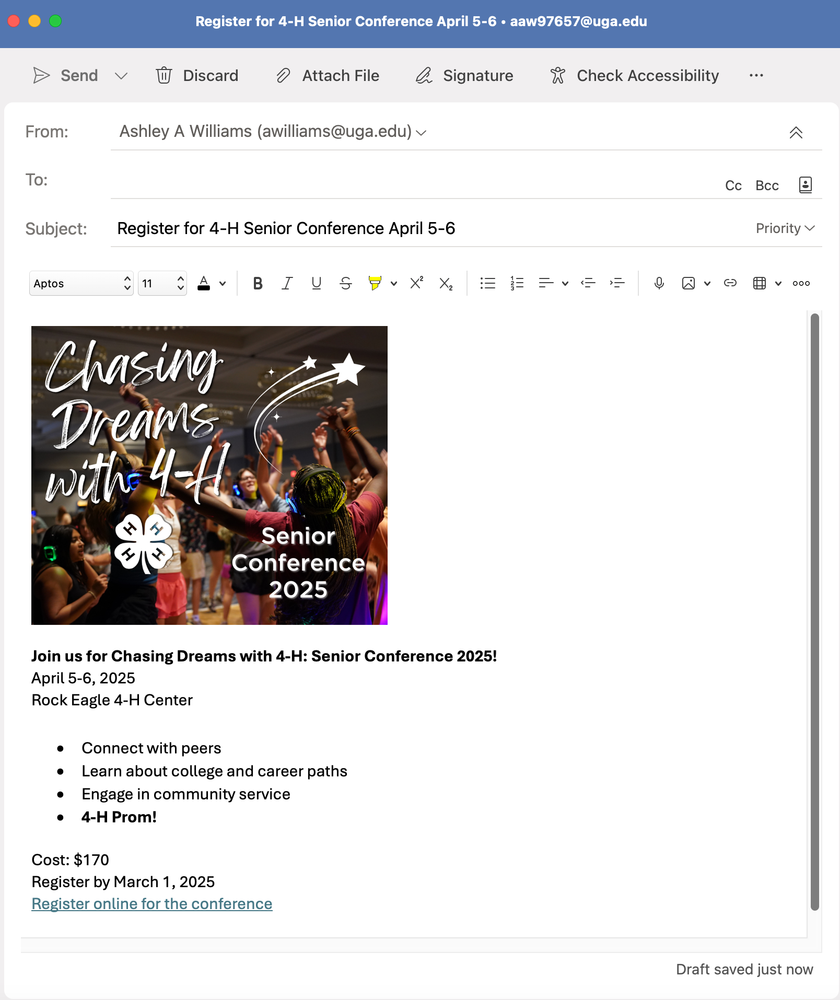 Register for 4-H Senior Conference April 5-6 • aaw97657@uga.edu
Send Discard Attach File Signature Check Accessibility ...
From: Ashley A Williams (awilliams@uga.edu)
To: Cc Bcc
Subject: Register for 4-H Senior Conference April 5-6 Priority
Aptos 11 A B I U S X² X₂
Chasing
Dreams
with 4-H
H H
H H
Senior
Conference
2025
Join us for Chasing Dreams with 4-H: Senior Conference 2025!
April 5-6, 2025
Rock Eagle 4-H Center
• Connect with peers
• Learn about college and career paths
• Engage in community service
• 4-H Prom!
Cost: $170
Register by March 1, 2025
Register online for the conference
Draft saved just now